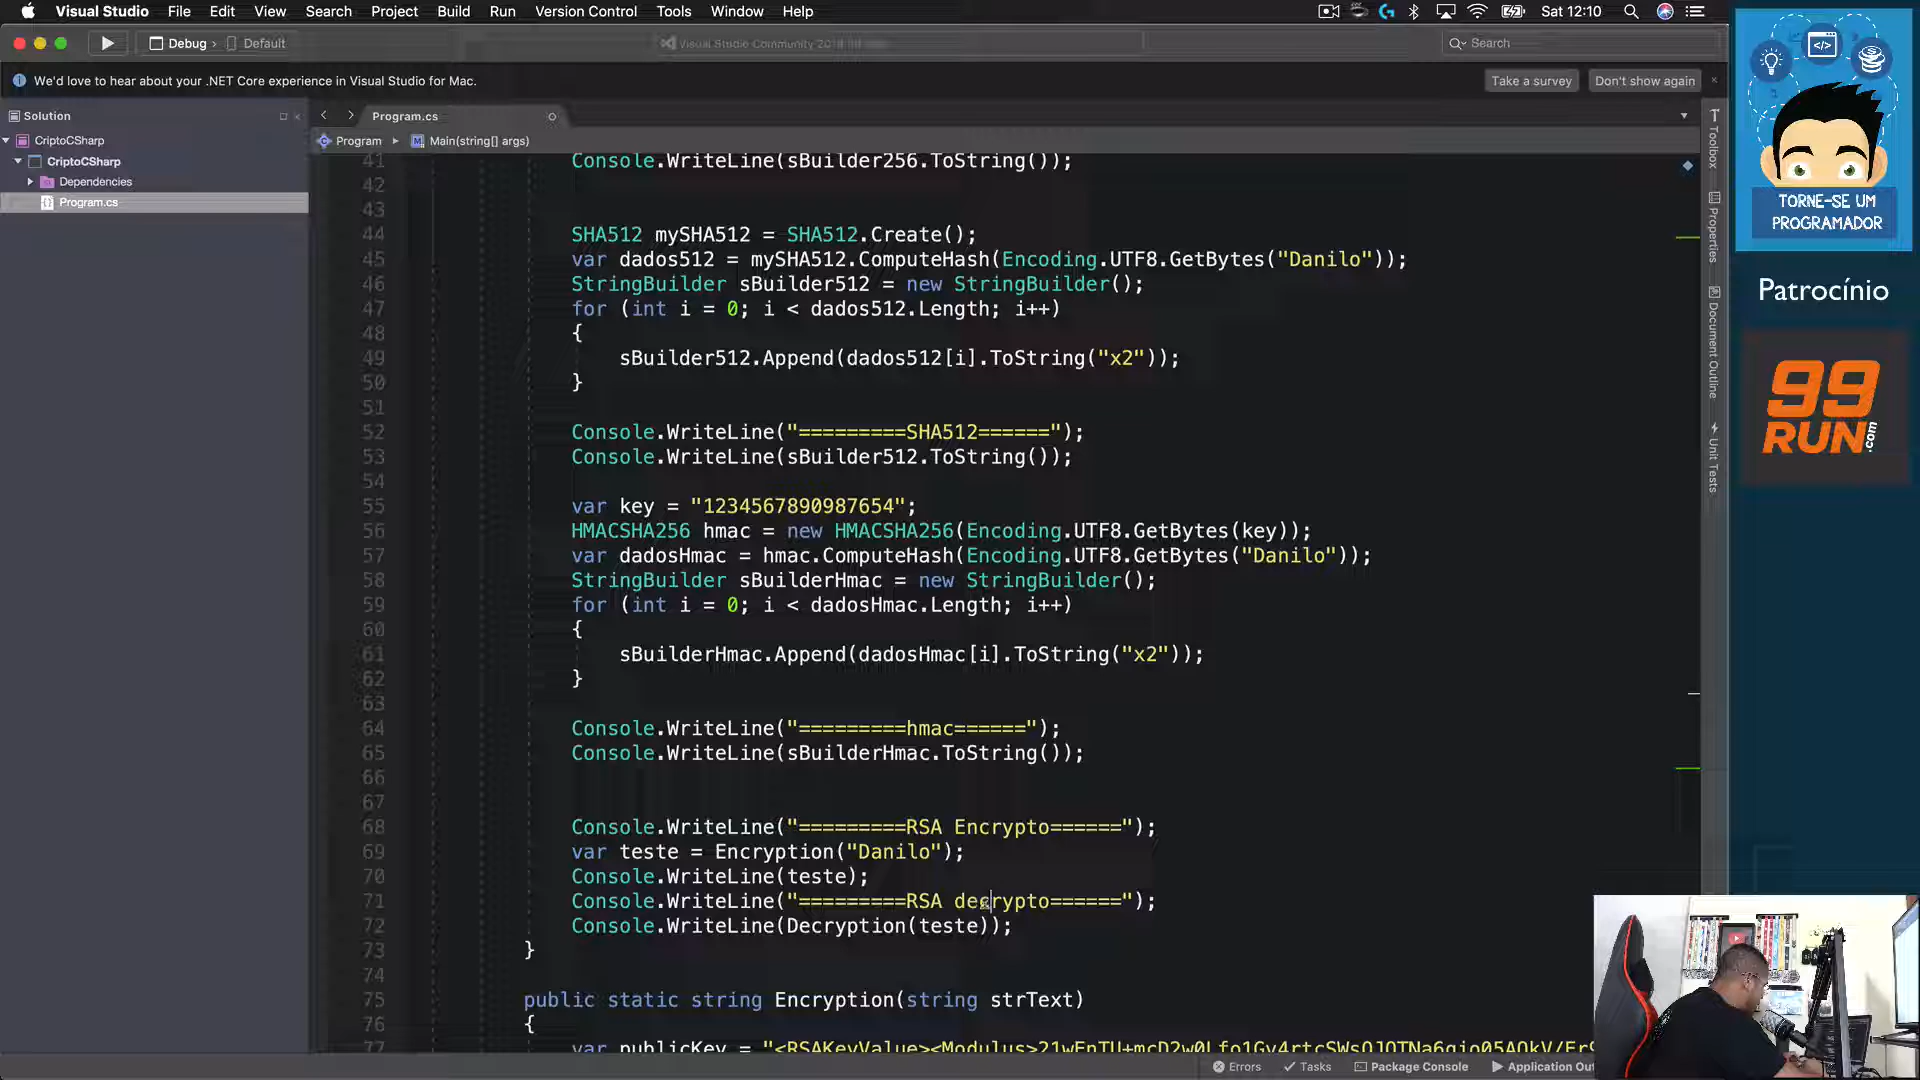 Visual Studio File Edit View Search Project Build Run Version Control Tools Window Help Sat 12:10
Debug › Default
Search
We'd love to hear about your .NET Core experience in Visual Studio for Mac.
Take a survey Don't show again
Solution
CriptoCSharp
CriptoCSharp
Dependencies
Program.cs
Program.cs
Program Main(string[] args)
41 Console.WriteLine(sBuilder256.ToString());
42
43
44 SHA512 mySHA512 = SHA512.Create();
45 var dados512 = mySHA512.ComputeHash(Encoding.UTF8.GetBytes("Danilo"));
46 StringBuilder sBuilder512 = new StringBuilder();
47 for (int i = 0; i < dados512.Length; i++)
48 {
49 sBuilder512.Append(dados512[i].ToString("x2"));
50 }
51
52 Console.WriteLine("=========SHA512======");
53 Console.WriteLine(sBuilder512.ToString());
54
55 var key = "1234567890987654";
56 HMACSHA256 hmac = new HMACSHA256(Encoding.UTF8.GetBytes(key));
57 var dadosHmac = hmac.ComputeHash(Encoding.UTF8.GetBytes("Danilo"));
58 StringBuilder sBuilderHmac = new StringBuilder();
59 for (int i = 0; i < dadosHmac.Length; i++)
60 {
61 sBuilderHmac.Append(dadosHmac[i].ToString("x2"));
62 }
63
64 Console.WriteLine("=========hmac======");
65 Console.WriteLine(sBuilderHmac.ToString());
66
67
68 Console.WriteLine("=========RSA Encrypto======");
69 var teste = Encryption("Danilo");
70 Console.WriteLine(teste);
71 Console.WriteLine("=========RSA decrypto======");
72 Console.WriteLine(Decryption(teste));
73 }
74
75 public static string Encryption(string strText)
76 {
77 var publicKey =
Toolbox
Properties
Document Outline
Unit Tests
Errors Tasks Package Console Application
</> 
TORNE-SE UM
PROGRAMADOR
Patrocínio
99
RUN.com